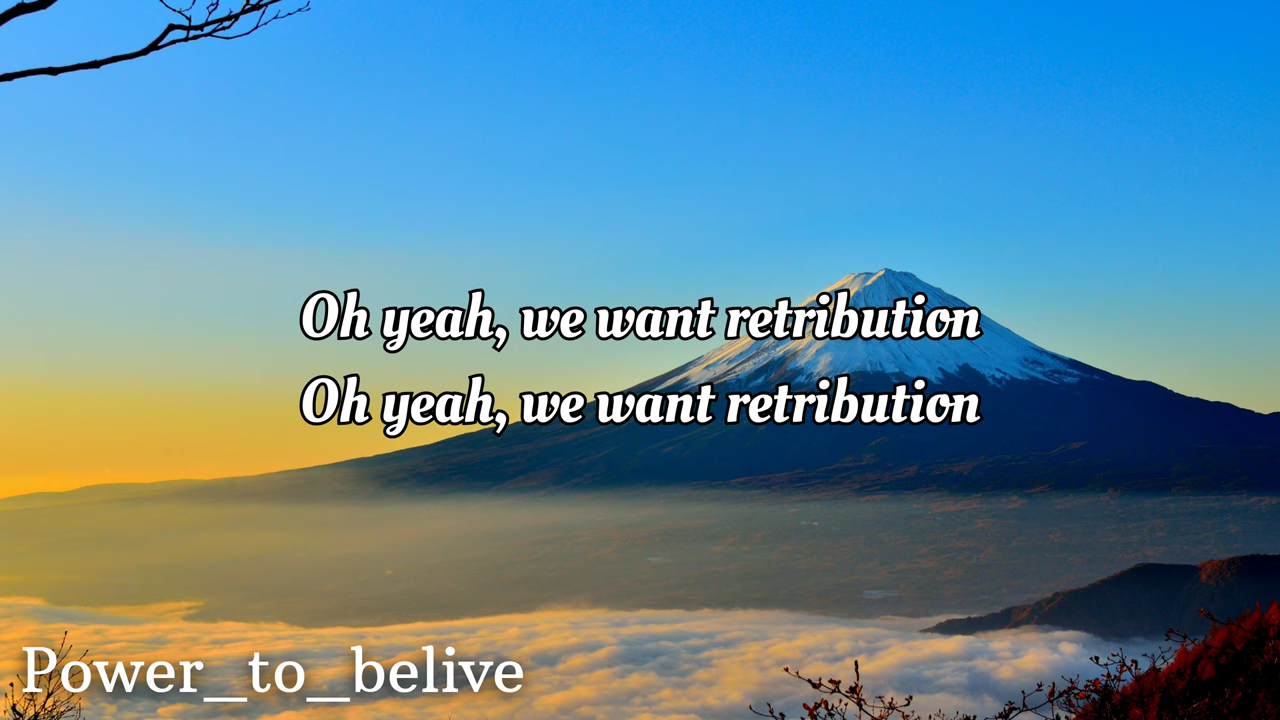 Oh yeah, we want retribution
Oh yeah, we want retribution
Power_to_belive